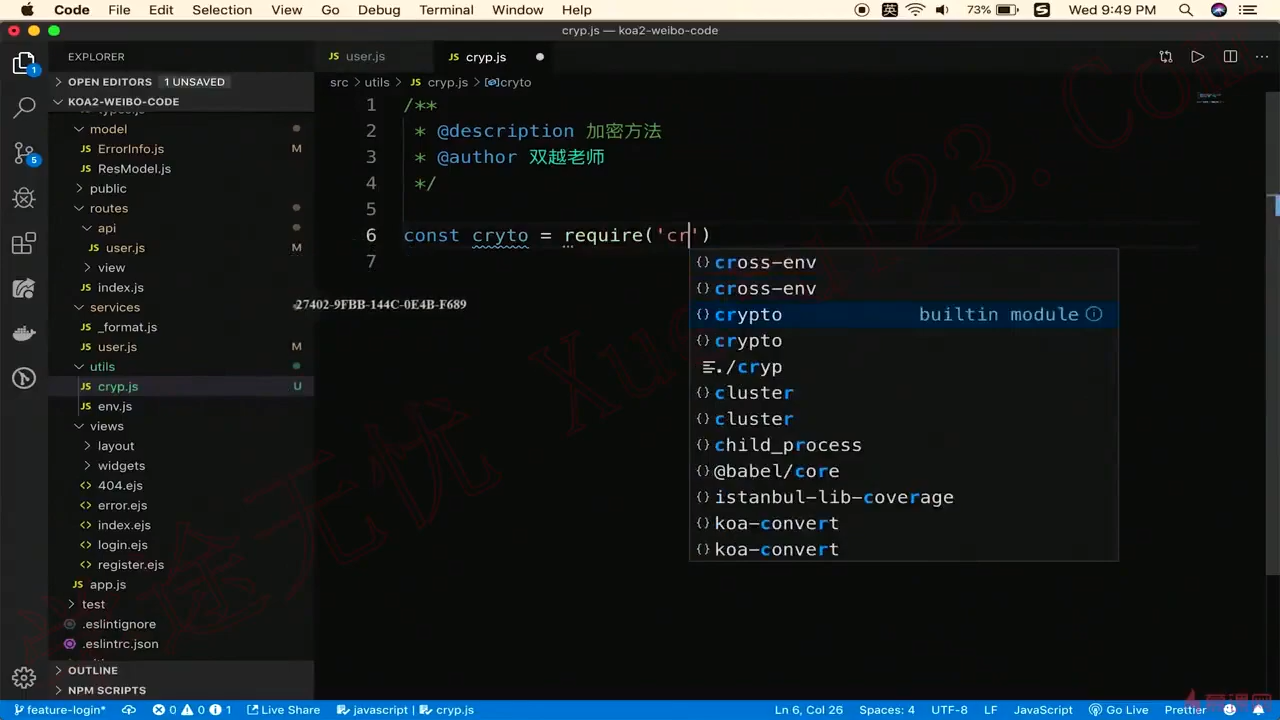 Code File Edit Selection View Go Debug Terminal Window Help 英 73% Wed 9:49 PM
cryp.js — koa2-weibo-code
EXPLORER
OPEN EDITORS 1 UNSAVED
KOA2-WEIBO-CODE
model
ErrorInfo.js M
ResModel.js
public
routes
api
user.js M
view
index.js
services
_format.js
user.js M
utils
cryp.js U
env.js
views
layout
widgets
404.ejs
error.ejs
index.ejs
login.ejs
register.ejs
app.js
test
.eslintignore
.eslintrc.json
OUTLINE
NPM SCRIPTS
1
5
JS user.js JS cryp.js
src > utils > JS cryp.js > cryto
1 /**
2 * @description 加密方法
3 * @author 双越老师
4 */
5
6 const cryto = require('cr')
7
cross-env
cross-env
crypto builtin module
crypto
./cryp
cluster
cluster
child_process
@babel/core
istanbul-lib-coverage
koa-convert
koa-convert
27402-9FBB-144C-0E4B-F689
feature-login* 0 0 1 Live Share javascript | cryp.js Ln 6, Col 26 Spaces: 4 UTF-8 LF JavaScript Go Live Prettier